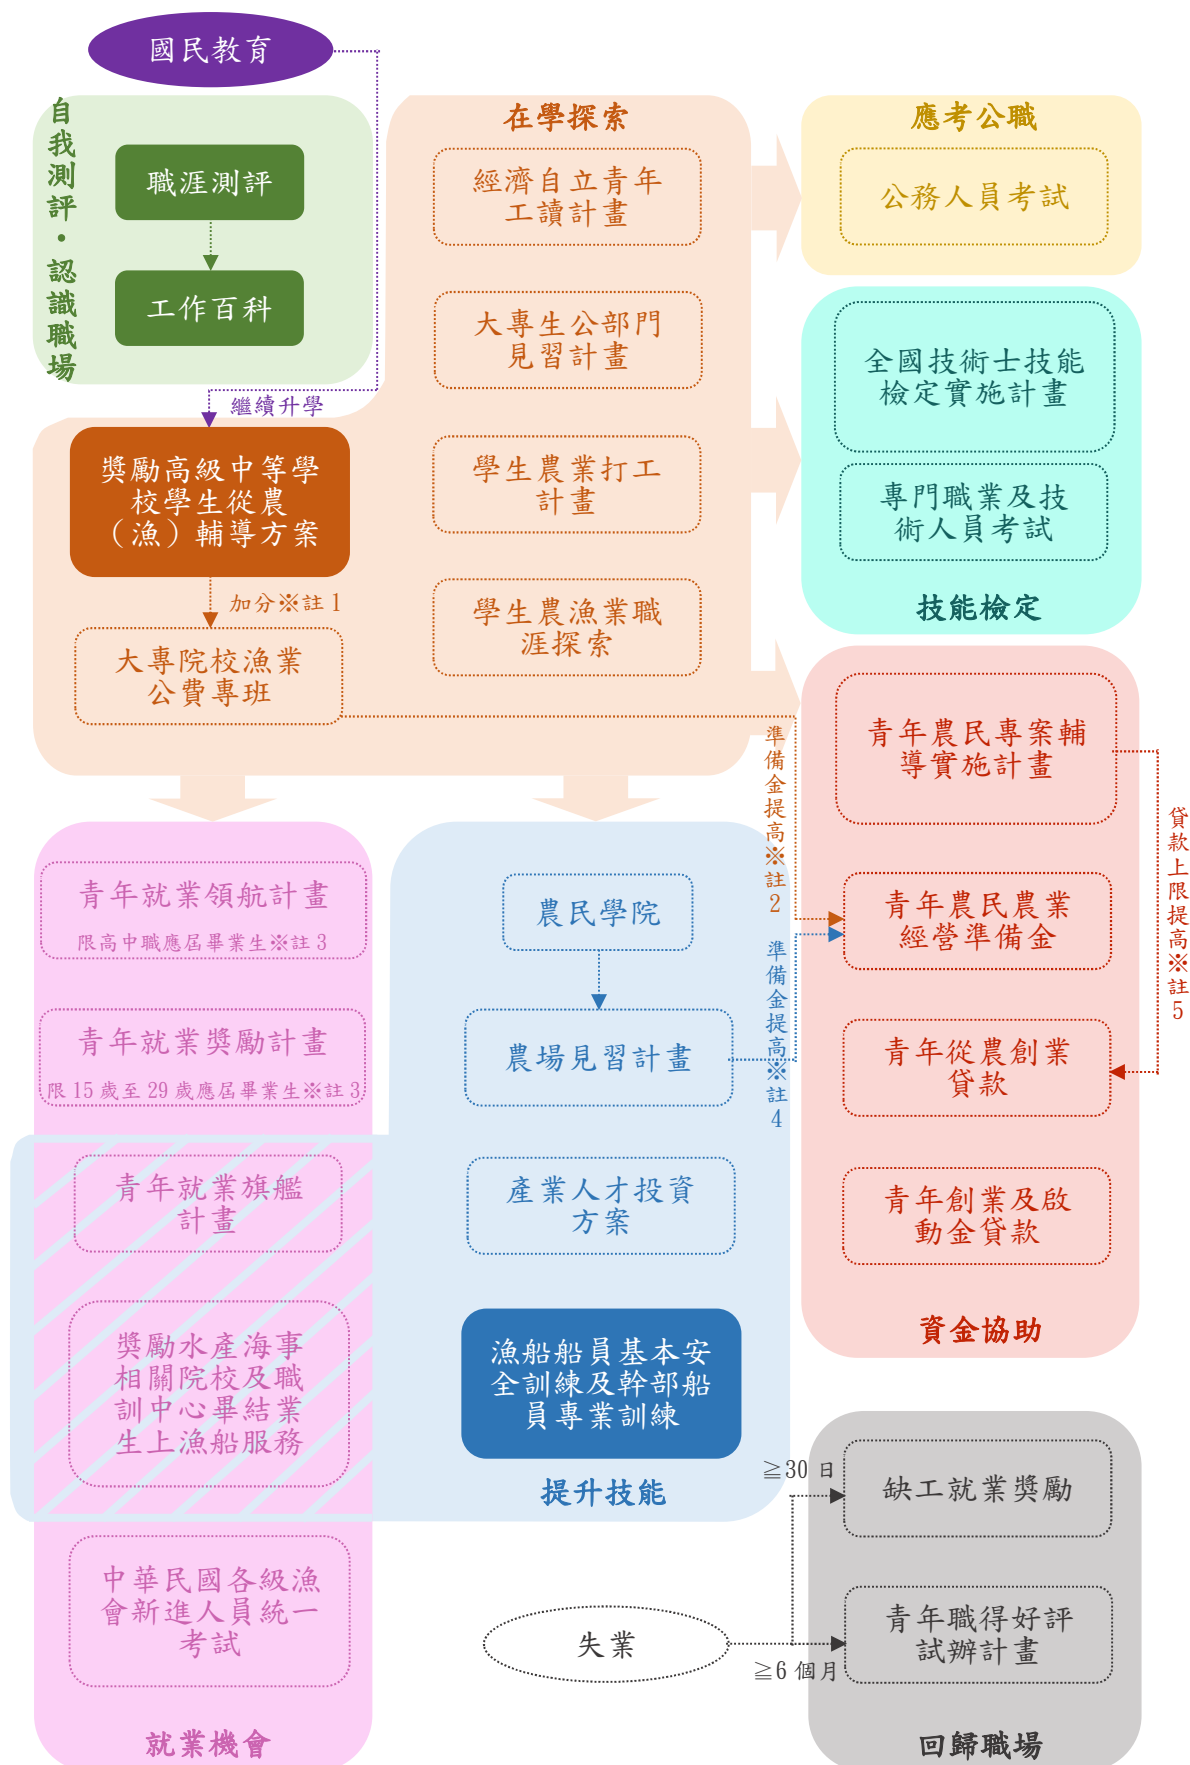 國民教育
自我測評・認識職場
職涯測評
工作百科
在學探索
經濟自立青年
工讀計畫
大專生公部門
見習計畫
學生農業打工
計畫
學生農漁業職
涯探索
繼續升學
獎勵高級中等學
校學生從農
（漁）輔導方案
加分※註1
大專院校漁業
公費專班
應考公職
公務人員考試
全國技術士技能
檢定實施計畫
專門職業及技
術人員考試
技能檢定
青年農民專案輔
導實施計畫
準備金提高※註2
貸款上限提高※註5
青年農民農業
經營準備金
青年從農創業
貸款
青年創業及啟
動金貸款
資金協助
青年就業領航計畫
限高中職應屆畢業生※註3
青年就業獎勵計畫
限15歲至29歲應屆畢業生※註3
青年就業旗艦
計畫
獎勵水產海事
相關院校及職
訓中心畢結業
生上漁船服務
中華民國各級漁
會新進人員統一
考試
就業機會
農民學院
農場見習計畫
準備金提高※註4
產業人才投資
方案
漁船船員基本安
全訓練及幹部船
員專業訓練
提升技能
失業
≧30日
≧6個月
缺工就業獎勵
青年職得好評
試辦計畫
回歸職場